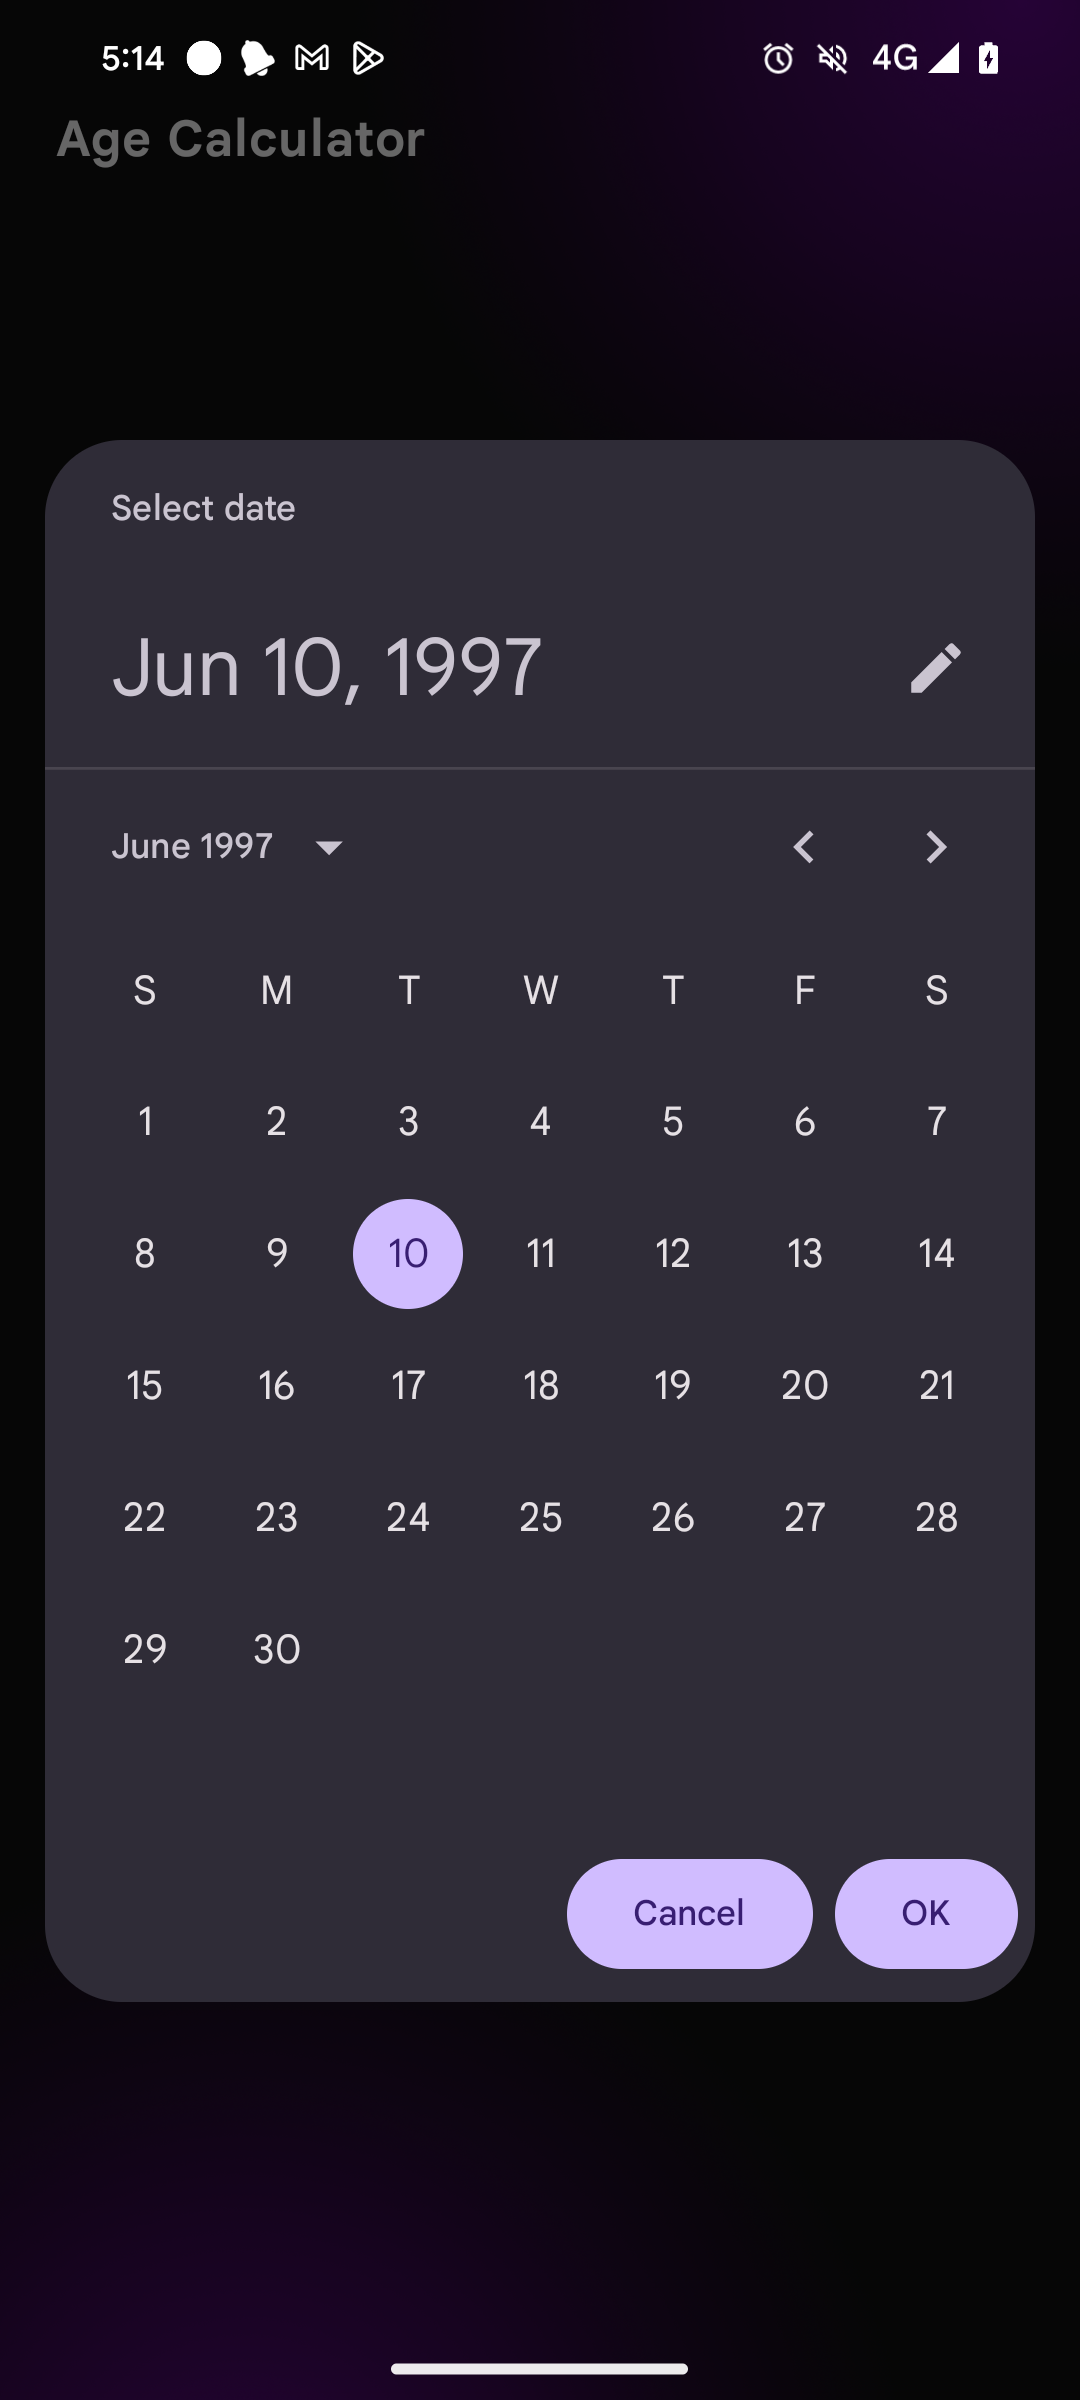 5:14 4G
Age Calculator
Select date
Jun 10, 1997
June 1997
S M T W T F S
1 2 3 4 5 6 7
8 9 10 11 12 13 14
15 16 17 18 19 20 21
22 23 24 25 26 27 28
29 30
Cancel OK